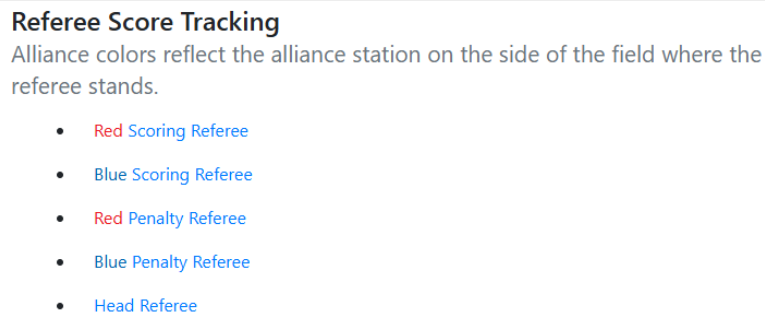 Referee Score Tracking
Alliance colors reflect the alliance station on the side of the field where the
referee stands.
• Red Scoring Referee
• Blue Scoring Referee
• Red Penalty Referee
• Blue Penalty Referee
• Head Referee